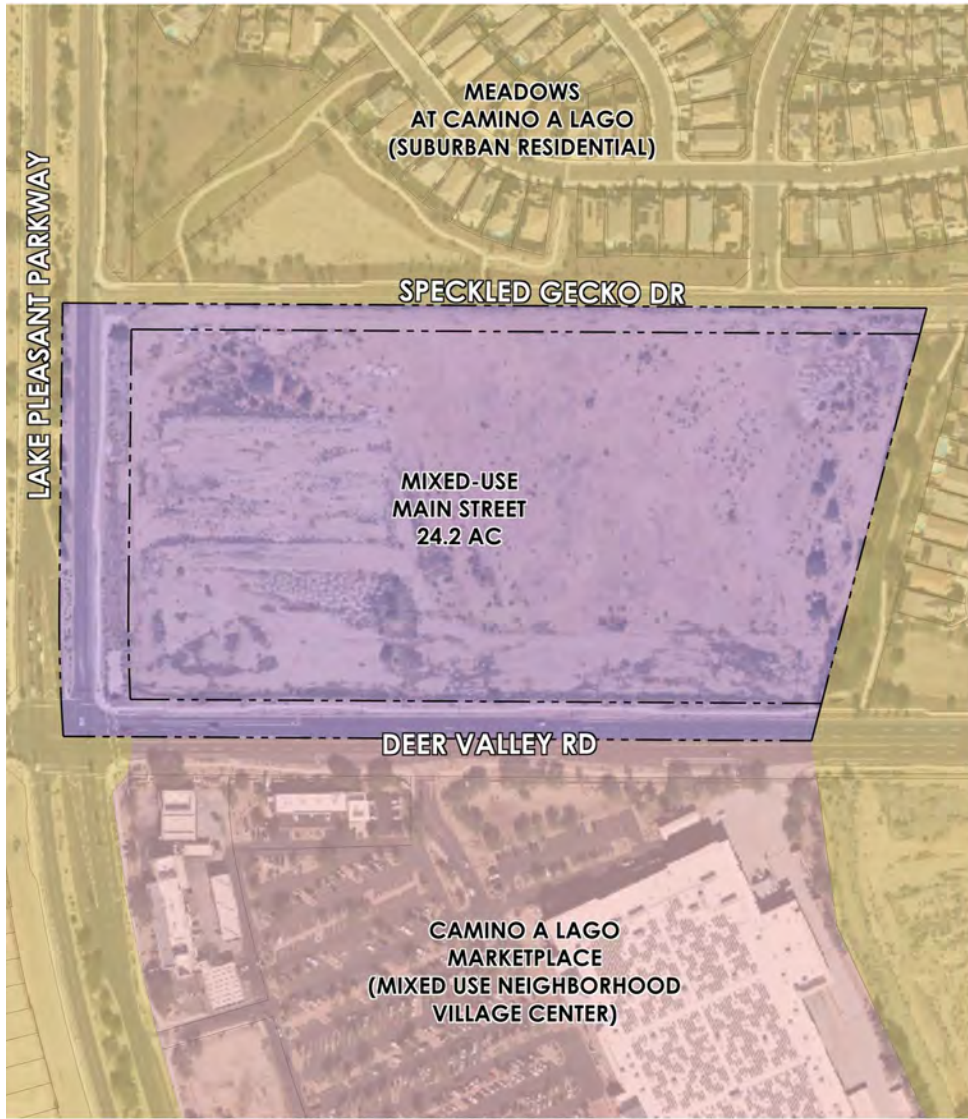 MEADOWS
AT CAMINO A LAGO
(SUBURBAN RESIDENTIAL)
LAKE PLEASANT PARKWAY
SPECKLED GECKO DR
MIXED-USE
MAIN STREET
24.2 AC
DEER VALLEY RD
CAMINO A LAGO
MARKETPLACE
(MIXED USE NEIGHBORHOOD
VILLAGE CENTER)